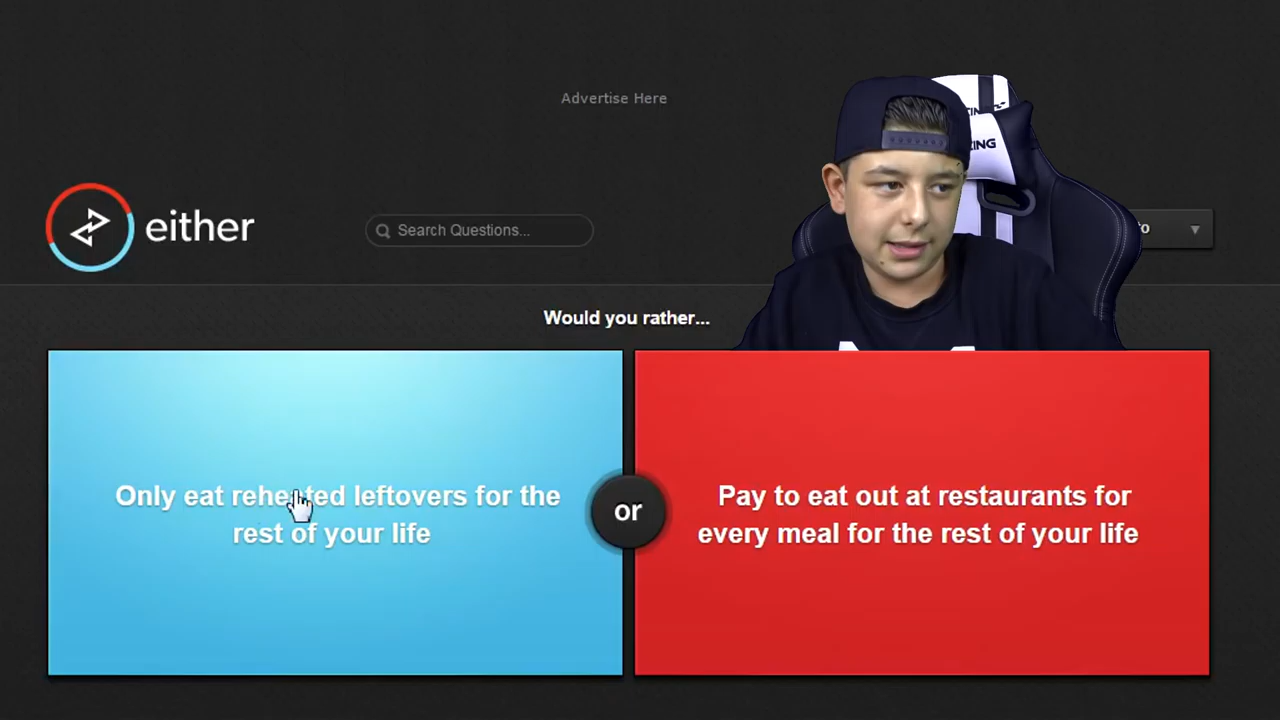 Advertise Here
ING
either
Search Questions...
Would you rather...
Only eat reheated leftovers for the
rest of your life
or
Pay to eat out at restaurants for
every meal for the rest of your life